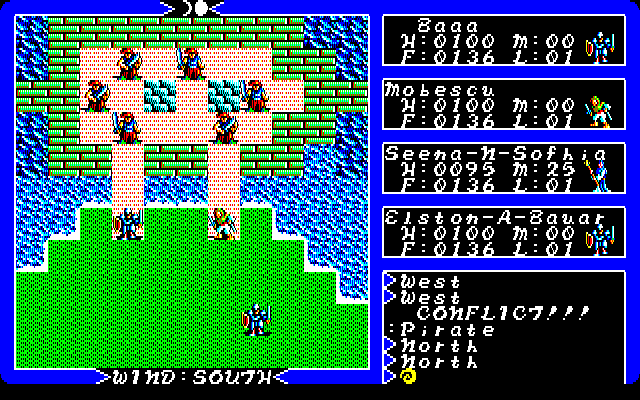 Baaa
H:0100 M:00
F:0136 L:01
Mobescu
H:0100 M:00
F:0136 L:01
Seena-N-Sofhia
H:0095 M:25
F:0136 L:01
Elston-A-Bavar
H:0100 M:00
F:0136 L:01
West
West
CONFLICT!!!
:Pirate
North
North
WIND:SOUTH